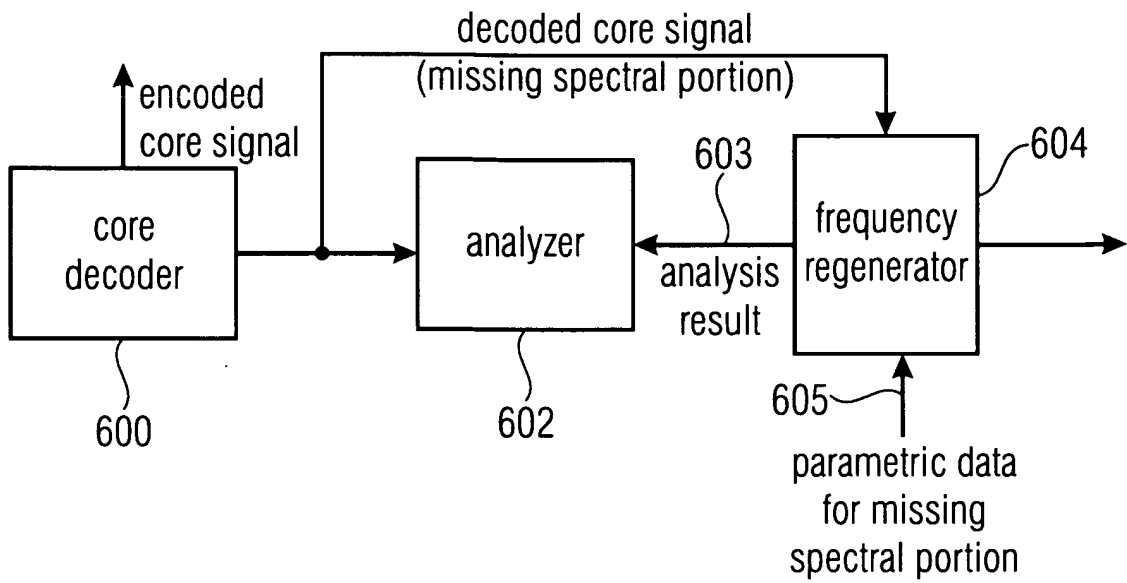 decoded core signal
(missing spectral portion)
encoded
core signal
603
604
core
decoder
analyzer
frequency
regenerator
analysis
result
600
602
605
parametric data
for missing
spectral portion